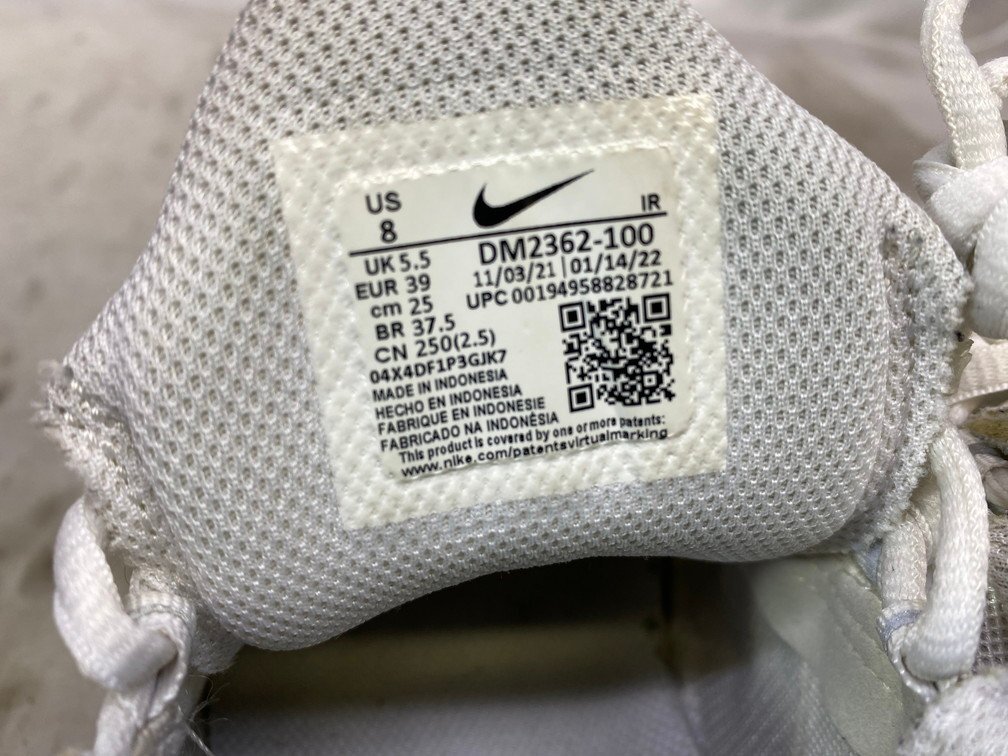 US
8
IR
DM2362-100
UK 5.5
11/03/21 | 01/14/22
EUR 39
UPC 00194958828721
cm 25
BR 37.5
CN 250(2.5)
04X4DF1P3GJK7
MADE IN INDONESIA
HECHO EN INDONESIA
FABRIQUE EN INDONESIE
FABRICADO NA INDONÉSIA
This product is covered by one or more patents:
www.nike.com/patentsvirtualmarking